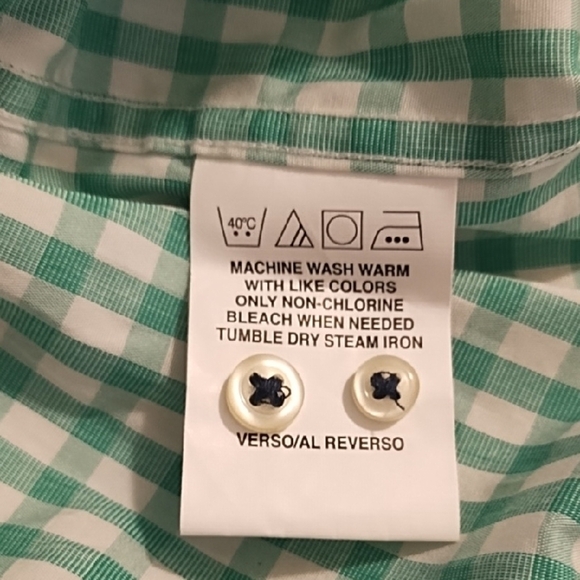 40°C
MACHINE WASH WARM
WITH LIKE COLORS
ONLY NON-CHLORINE
BLEACH WHEN NEEDED
TUMBLE DRY STEAM IRON
VERSO/AL REVERSO